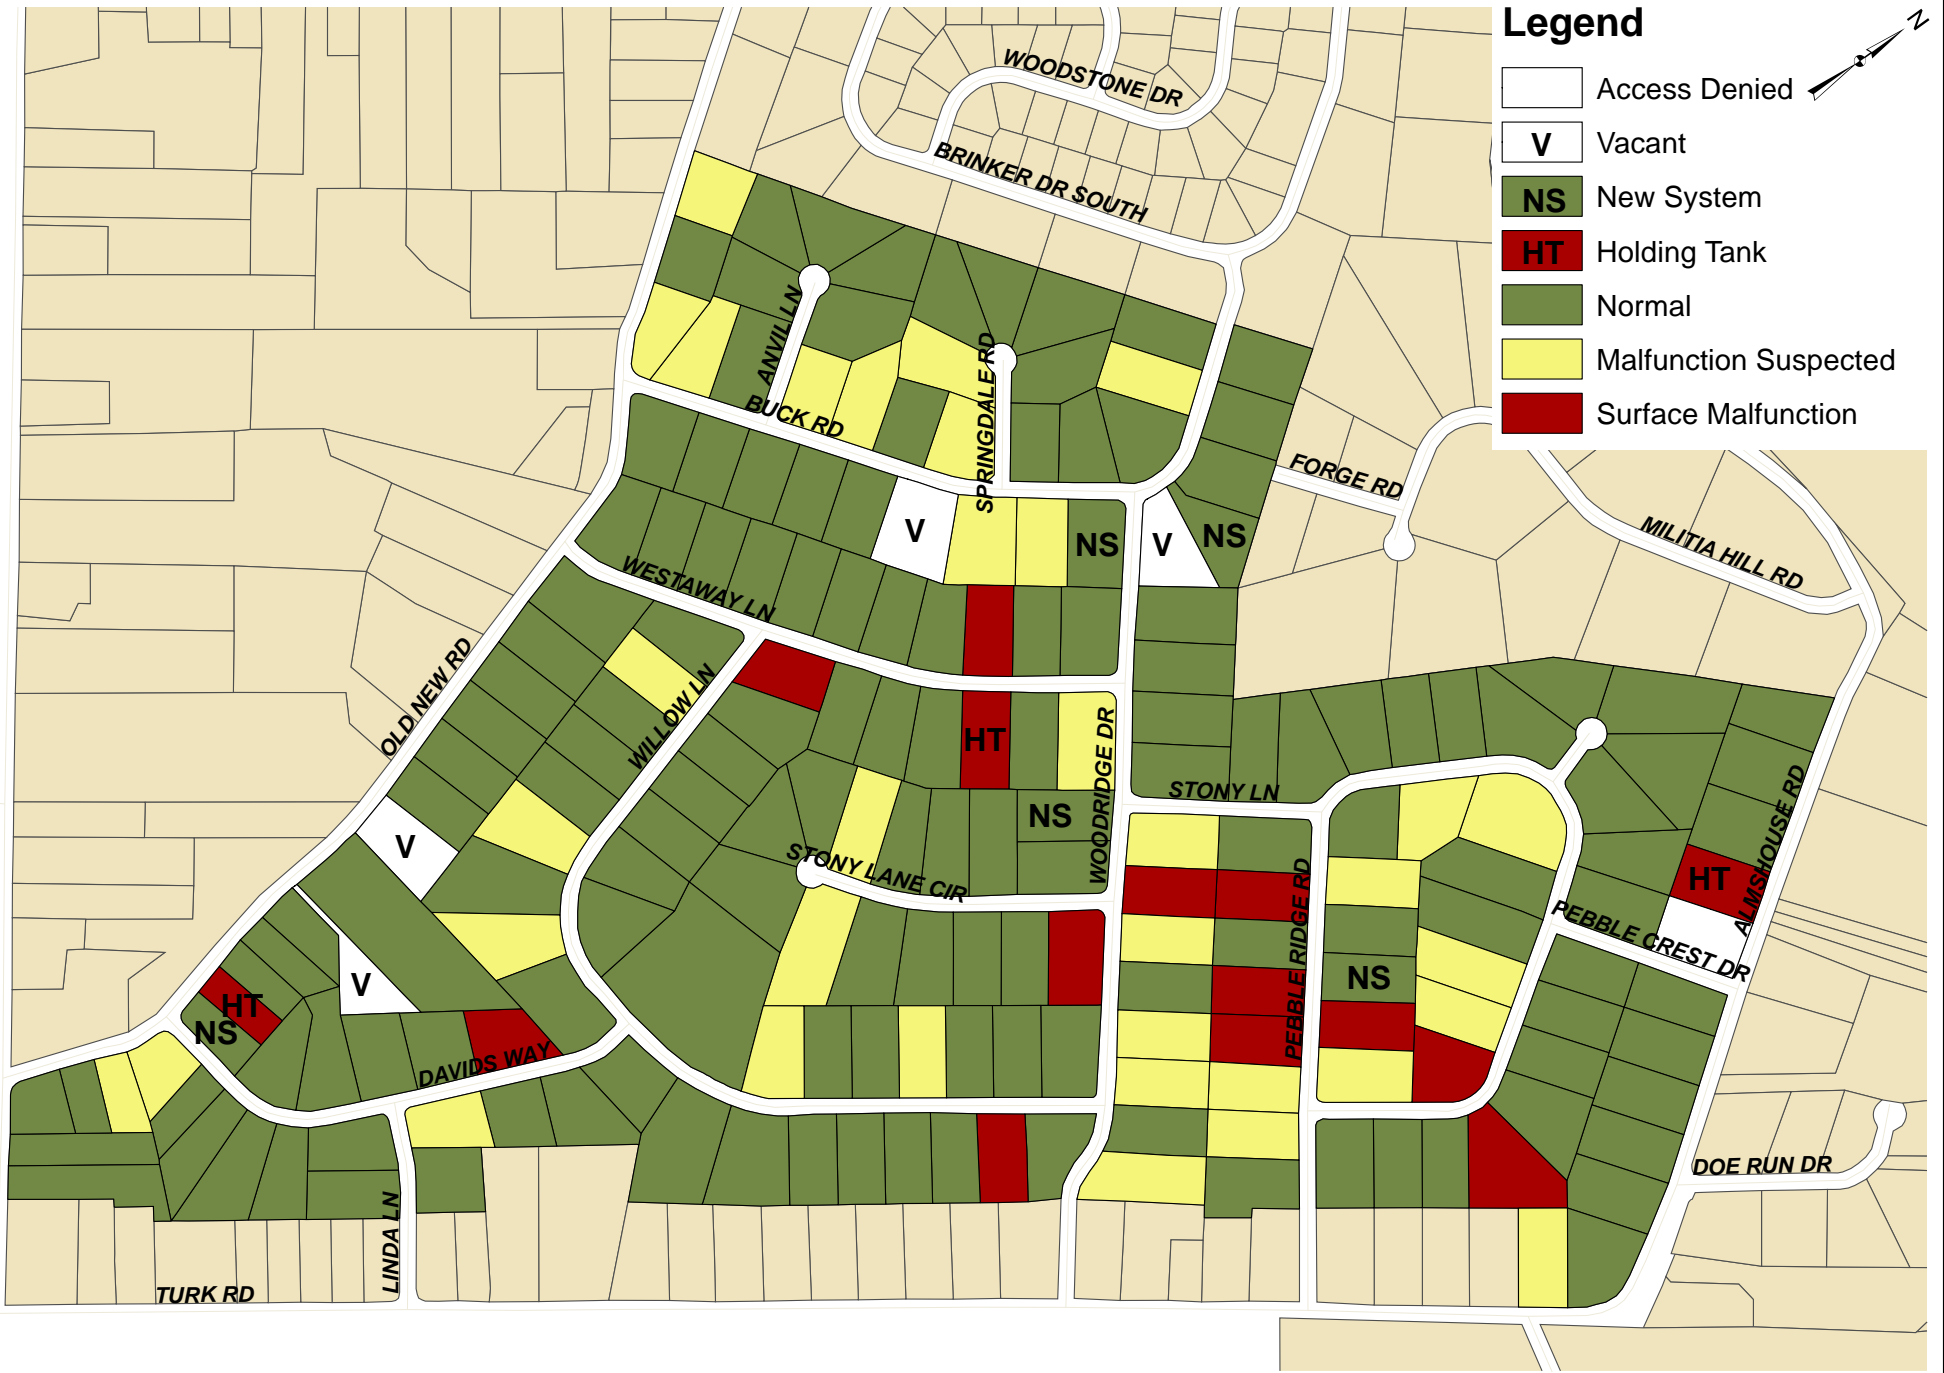 Legend
N
Access Denied
V Vacant
NS New System
HT Holding Tank
Normal
Malfunction Suspected
Surface Malfunction
WOODSTONE DR
BRINKER DR SOUTH
ANVIL LN
SPRINGDALE RD
BUCK RD
FORGE RD
MILITIA HILL RD
V
NS
V
NS
WESTAWAY LN
OLD NEW RD
WILLOW LN
HT
WOODRIDGE DR
STONY LN
NS
ALMSHOUSE RD
V
STONY LANE CIR
PEBBLE RIDGE RD
HT
PEBBLE CREST DR
V
NS
HT
NS
DAVIDS WAY
DOE RUN DR
LINDA LN
TURK RD